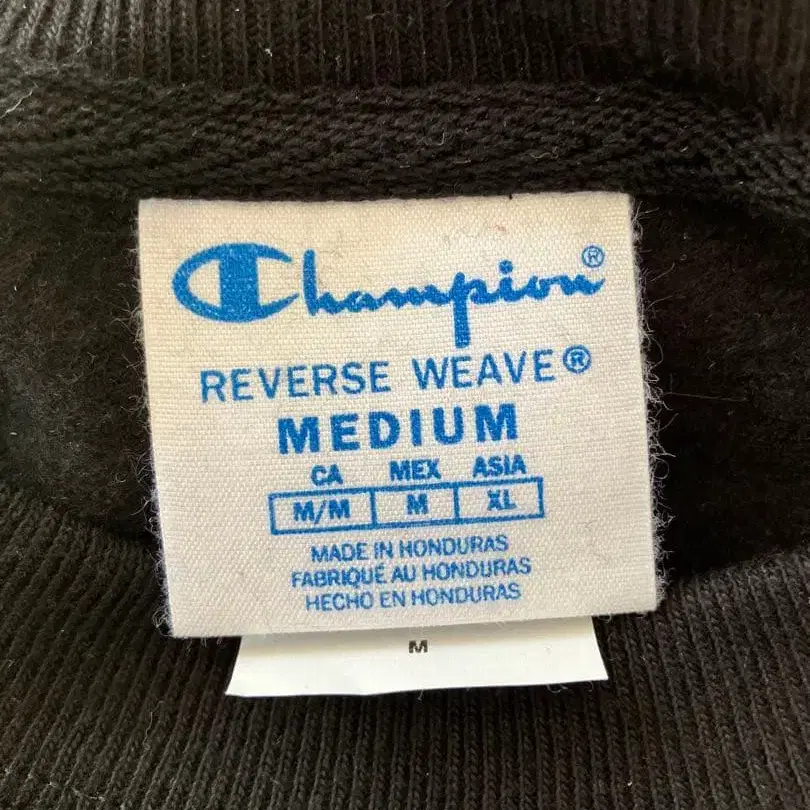 Champion®
REVERSE WEAVE®
MEDIUM
CA MEX ASIA
M/M M XL
MADE IN HONDURAS
FABRIQUÉ AU HONDURAS
HECHO EN HONDURAS
M